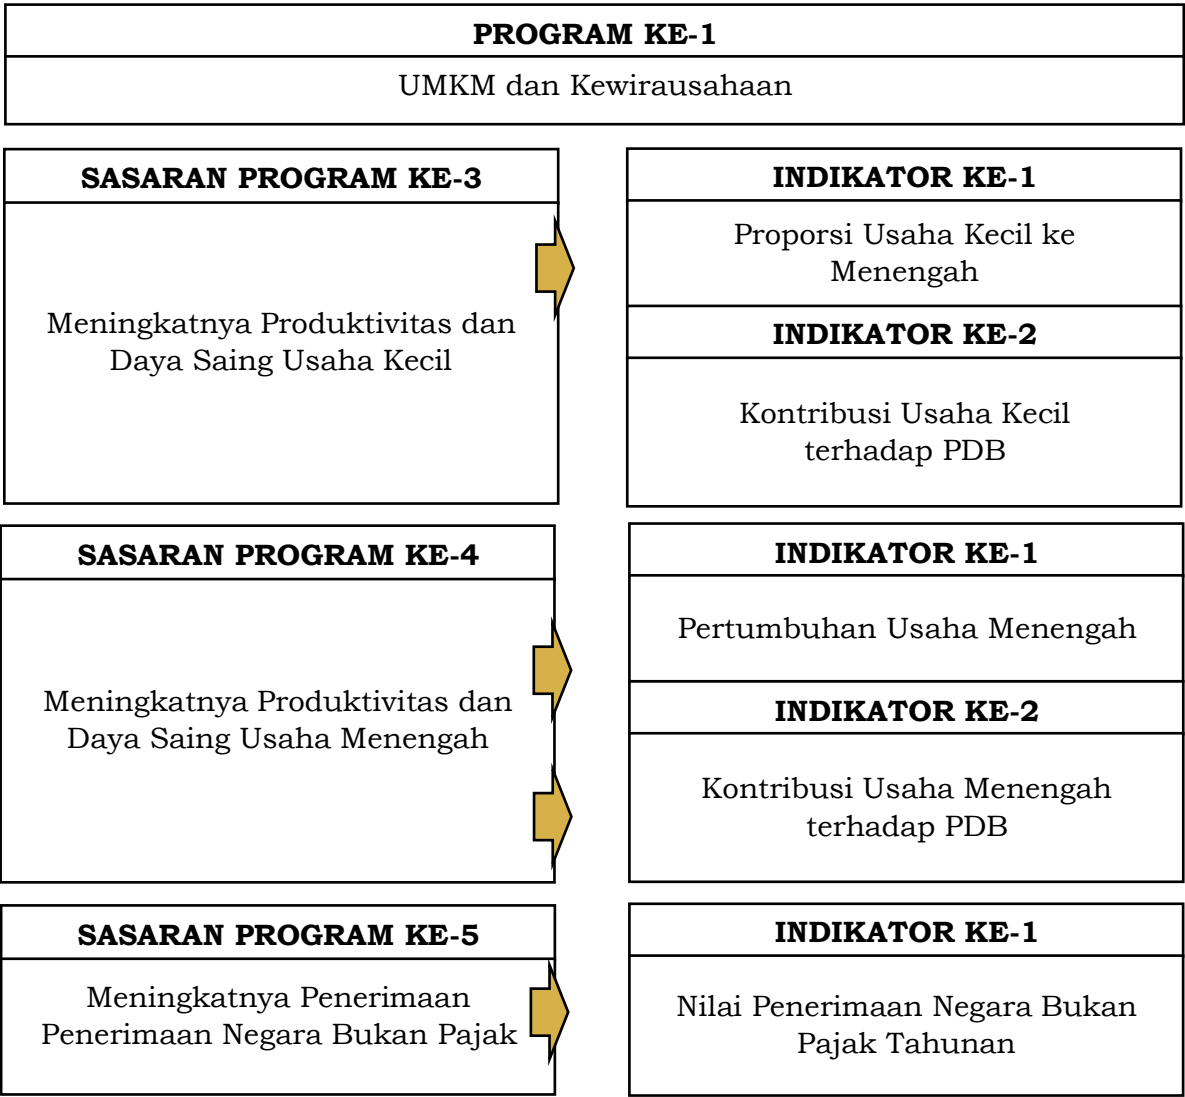 PROGRAM KE-1
UMKM dan Kewirausahaan
SASARAN PROGRAM KE-3
Meningkatnya Produktivitas dan
Daya Saing Usaha Kecil
INDIKATOR KE-1
Proporsi Usaha Kecil ke
Menengah
INDIKATOR KE-2
Kontribusi Usaha Kecil
terhadap PDB
SASARAN PROGRAM KE-4
Meningkatnya Produktivitas dan
Daya Saing Usaha Menengah
INDIKATOR KE-1
Pertumbuhan Usaha Menengah
INDIKATOR KE-2
Kontribusi Usaha Menengah
terhadap PDB
SASARAN PROGRAM KE-5
Meningkatnya Penerimaan
Penerimaan Negara Bukan Pajak
INDIKATOR KE-1
Nilai Penerimaan Negara Bukan
Pajak Tahunan